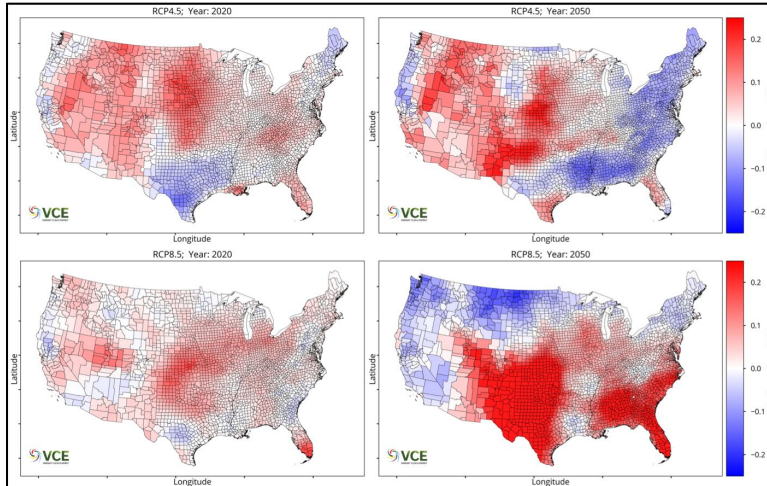 RCP4.5; Year: 2020
RCP4.5; Year: 2050
Latitude
Latitude
0.2
0.1
0.0
−0.1
−0.2
VCE
VCE
Longitude
Longitude
RCP8.5; Year: 2020
RCP8.5; Year: 2050
Latitude
Latitude
0.2
0.1
0.0
−0.1
−0.2
VCE
VCE
Longitude
Longitude